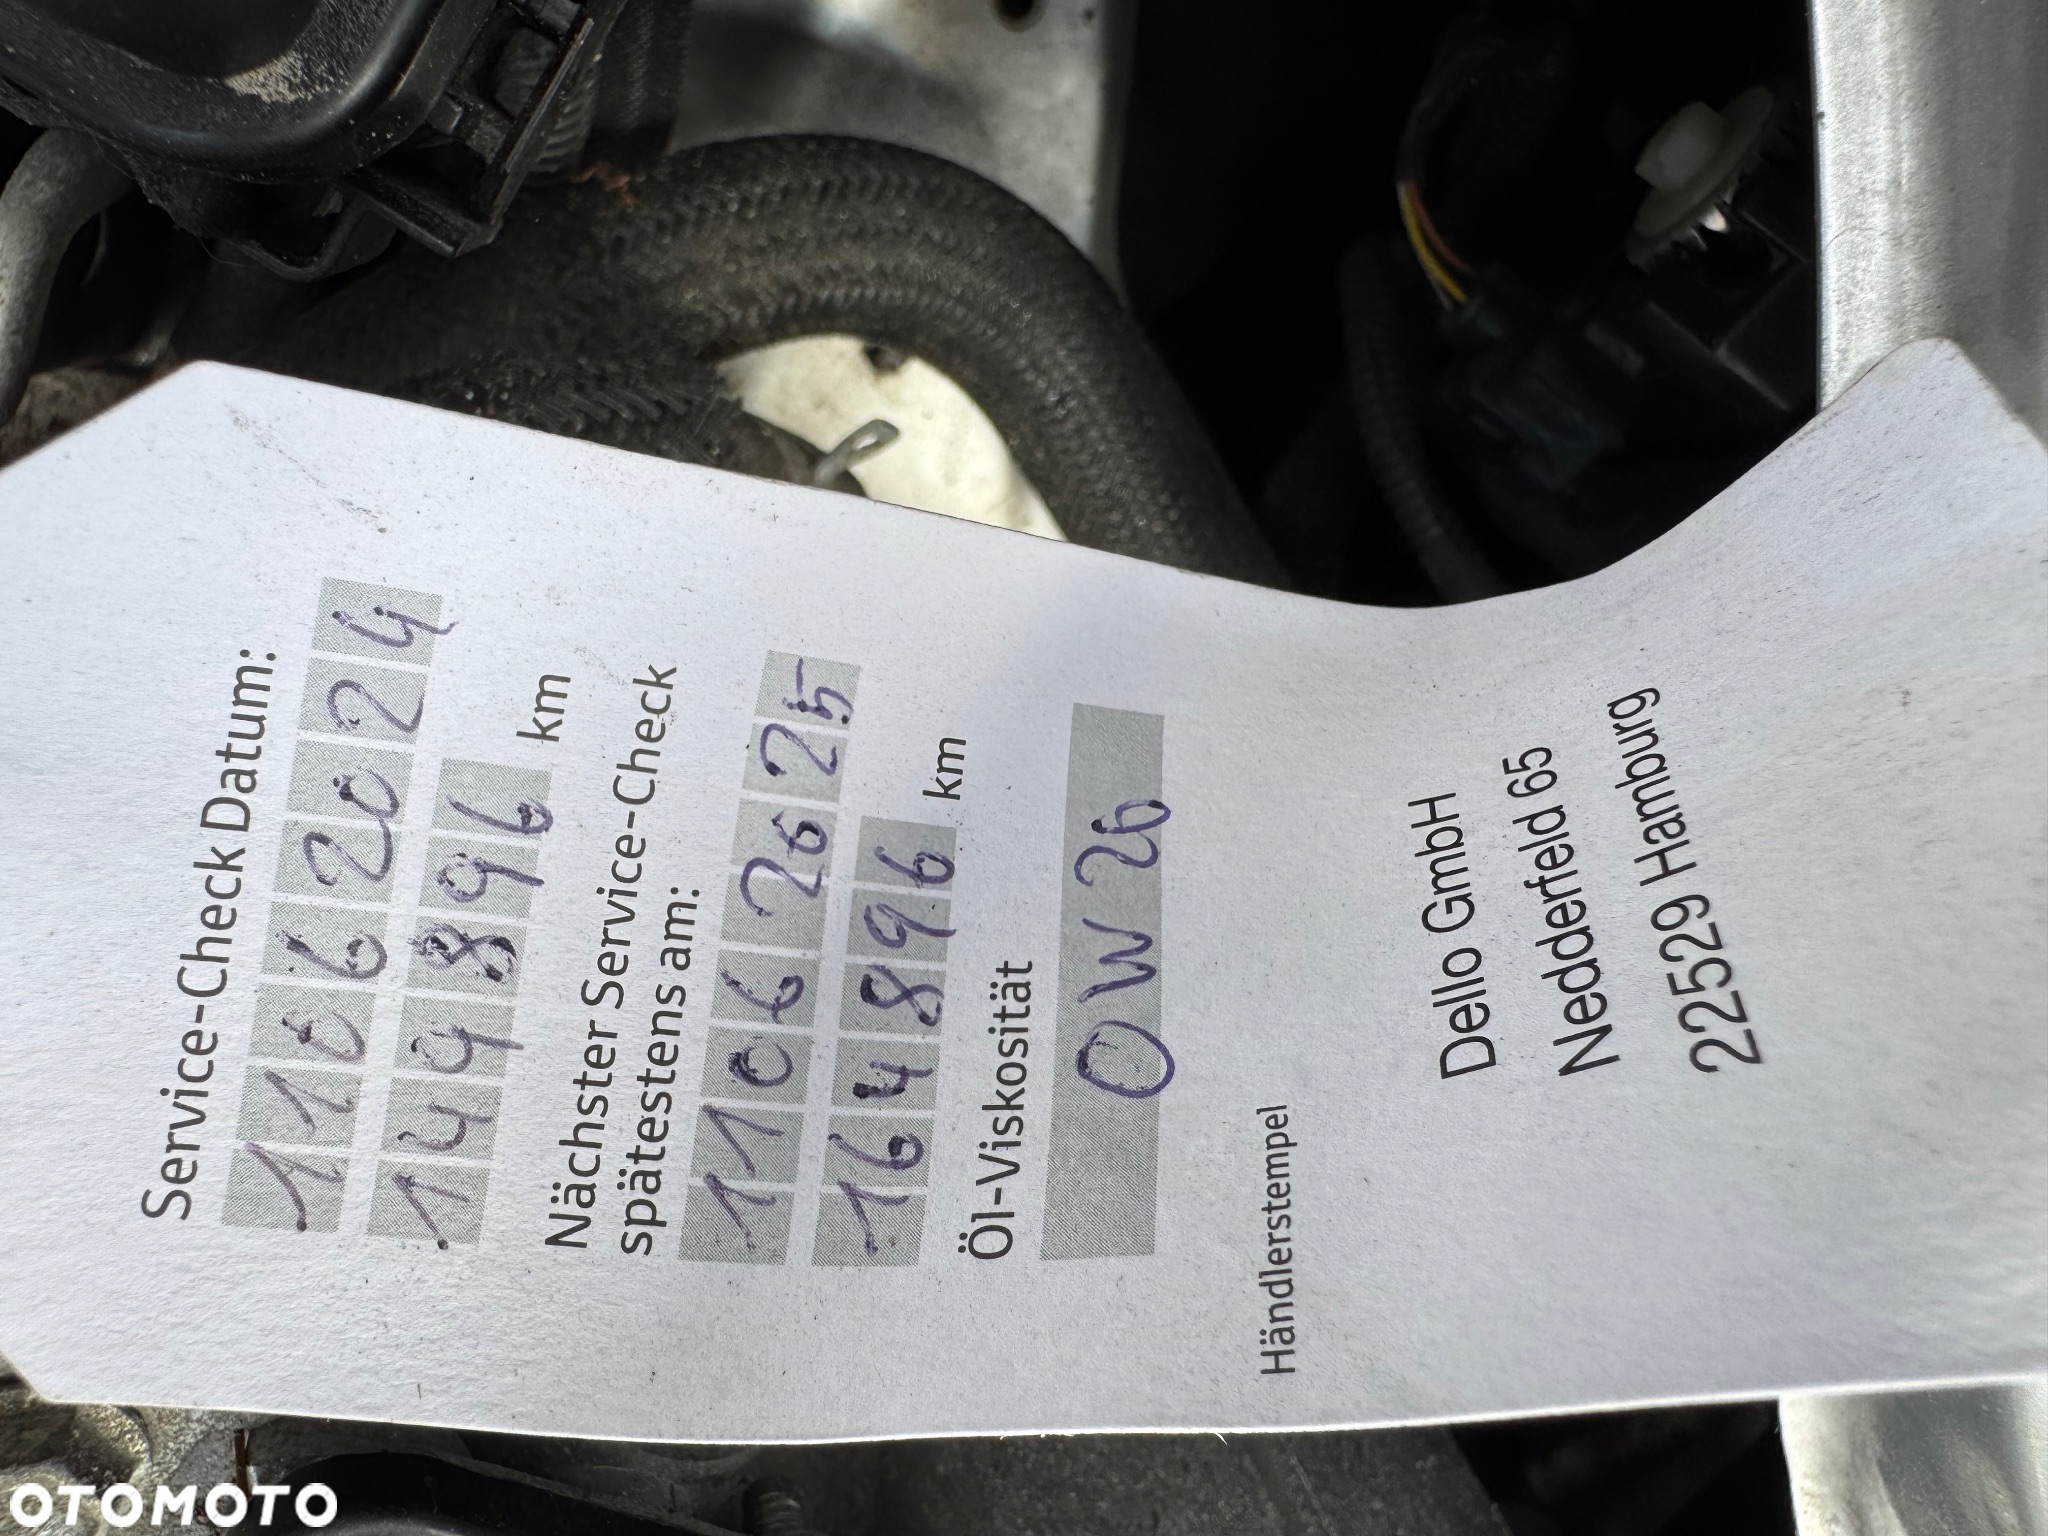 Service-Check Datum:
11062024
149896 km
Nächster Service-Check
spätestens am:
11062025
164896 km
Öl-Viskosität
0W20
Händlerstempel
Dello GmbH
Nedderfeld 65
22529 Hamburg
OTOMOTO